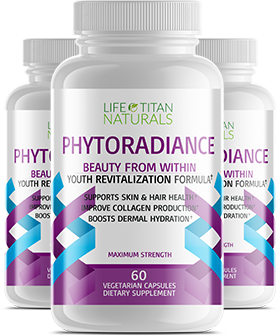 LIFE TITAN
NATURALS
PHYTORADIANCE
BEAUTY FROM WITHIN
YOUTH REVITALIZATION FORMULA†
SUPPORTS SKIN & HAIR HEALTH*
IMPROVE COLLAGEN PRODUCTION*
BOOSTS DERMAL HYDRATION*
MAXIMUM STRENGTH
60
VEGETARIAN CAPSULES
DIETARY SUPPLEMENT